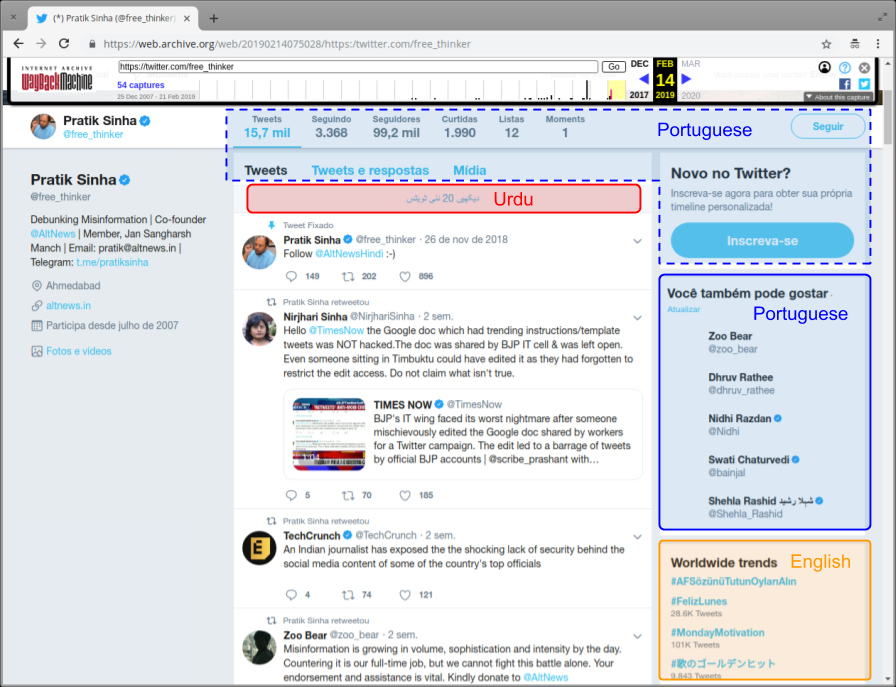 (*) Pratik Sinha (@free_thinker)
https://web.archive.org/web/20190214075028/https:/twitter.com/free_thinker
INTERNET ARCHIVE
WayBackMachine
https://twitter.com/free_thinker
Go
DEC
FEB
MAR
54 captures
14
25 Dec 2007 - 21 Feb 2019
2017
2019
2020
About this capture
Pratik Sinha
@free_thinker
Tweets
15,7 mil
Seguindo
3.368
Seguidores
99,2 mil
Curtidas
1.990
Listas
12
Moments
1
Portuguese
Seguir
Tweets
Tweets e respostas
Mídia
دیکھیں 20 نئی ٹویٹس
Urdu
Pratik Sinha
@free_thinker
Debunking Misinformation | Co-founder
@AltNews | Member, Jan Sangharsh
Manch | Email: pratik@altnews.in |
Telegram: t.me/pratiksinha
Ahmedabad
altnews.in
Participa desde julho de 2007
Fotos e vídeos
Tweet Fixado
Pratik Sinha @free_thinker · 26 de nov de 2018
Follow @AltNewsHindi :-)
149
202
896
Pratik Sinha retweetou
Nirjhari Sinha @NirjhariSinha · 2 sem.
Hello @TimesNow the Google doc which had trending instructions/template
tweets was NOT hacked.The doc was shared by BJP IT cell & was left open.
Even someone sitting in Timbuktu could have edited it as they had forgotten to
restrict the edit access. Do not claim what isn't true.
1:04
TIMES NOW @TimesNow
BJP's IT wing faced its worst nightmare after someone
mischievously edited the Google doc shared by workers
for a Twitter campaign. The edit led to a barrage of tweets
by official BJP accounts | @scribe_prashant with…
5
70
185
Pratik Sinha retweetou
TechCrunch @TechCrunch · 2 sem.
An Indian journalist has exposed the the shocking lack of security behind the
social media content of some of the country's top officials
4
74
121
Pratik Sinha retweetou
Zoo Bear @zoo_bear · 2 sem.
Misinformation is growing in volume, sophistication and intensity by the day.
Countering it is our full-time job, but we cannot fight this battle alone. Your
endorsement and assistance is vital. Kindly donate to @AltNews
Novo no Twitter?
Inscreva-se agora para obter sua própria
timeline personalizada!
Inscreva-se
Você também pode gostar ·
Atualizar
Portuguese
Zoo Bear
@zoo_bear
Dhruv Rathee
@dhruv_rathee
Nidhi Razdan
@Nidhi
Swati Chaturvedi
@bainjal
Shehla Rashid شہلا رشید
@Shehla_Rashid
Worldwide trends
English
#AFSözünüTutunOylarıAlın
#FelizLunes
28.6K Tweets
#MondayMotivation
101K Tweets
#歌のゴールデンヒット
9,843 Tweets